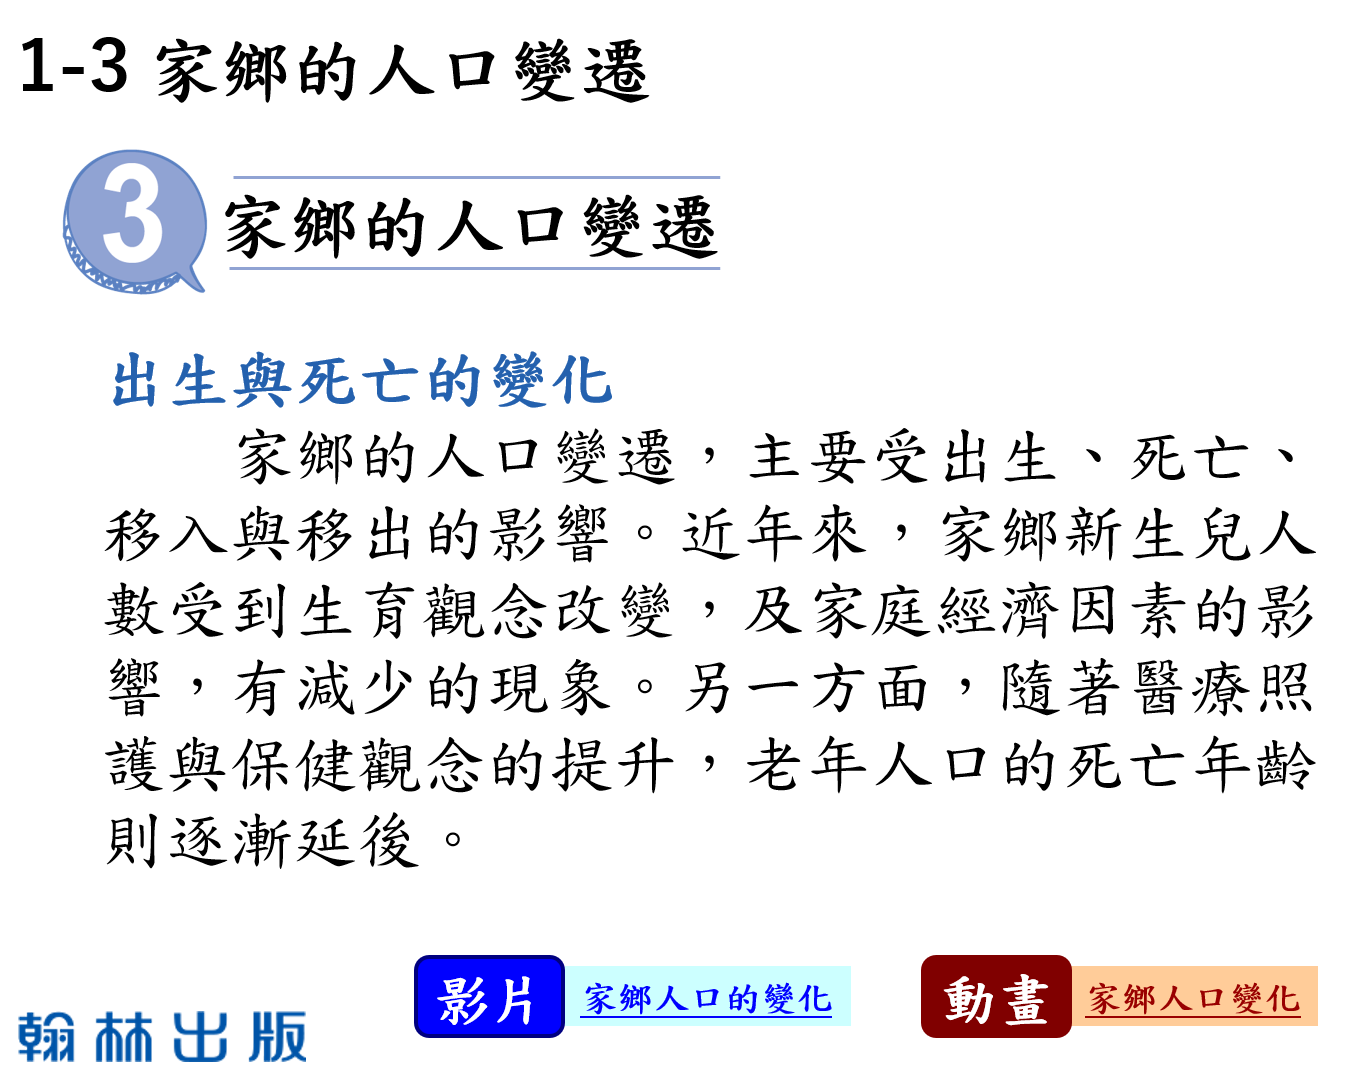 1-3 家鄉的人口變遷
3 家鄉的人口變遷
出生與死亡的變化
家鄉的人口變遷，主要受出生、死亡、
移入與移出的影響。近年來，家鄉新生兒人
數受到生育觀念改變，及家庭經濟因素的影
響，有減少的現象。另一方面，隨著醫療照
護與保健觀念的提升，老年人口的死亡年齡
則逐漸延後。
影片 家鄉人口的變化
動畫 家鄉人口變化
翰林出版